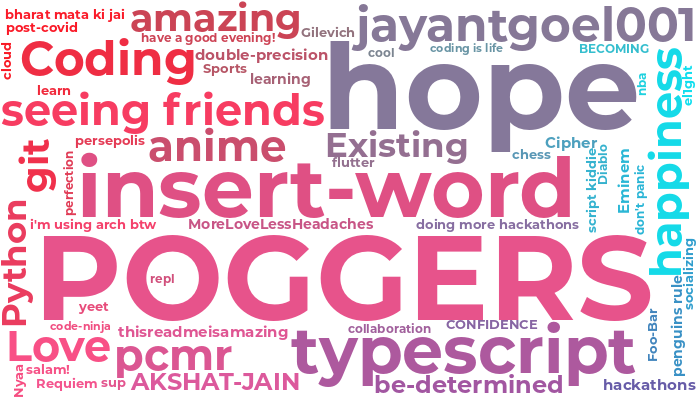 bharat mata ki jai
amazing
jayantgoel001
post-covid
Gilevich
have a good evening!
cloud
Coding
double-precision
cool
coding is life
BECOMING
Sports
learning
hope
nba
happiness
el1ght
learn
seeing friends
persepolis
anime
Existing
Cipher
git
flutter
chess
script kiddie
Diablo
Eminem
don't panic
perfection
insert-word
Python
i'm using arch btw
MoreLoveLessHeadaches
doing more hackathons
POGGERS
repl
socializing
penguins rule
yeet
code-ninja
thisreadmeisamazing
collaboration
CONFIDENCE
Foo-Bar
Love
pcmr
typescript
salam!
Nyaa
Requiem
sup
AKSHAT-JAIN
be-determined
hackathons